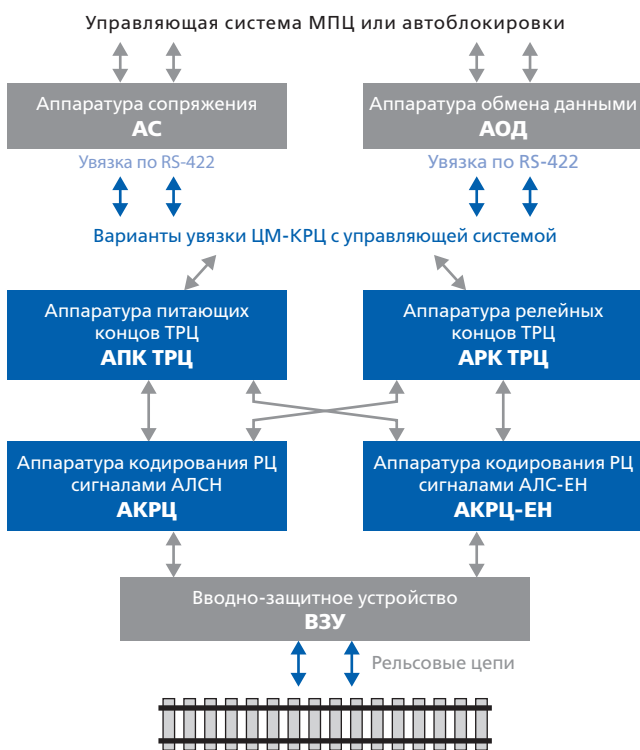 Управляющая система МПЦ или автоблокировки
Аппаратура сопряжения
АС
Аппаратура обмена данными
АОД
Увязка по RS-422
Увязка по RS-422
Варианты увязки ЦМ-КРЦ с управляющей системой
Аппаратура питающих
концов ТРЦ
АПК ТРЦ
Аппаратура релейных
концов ТРЦ
АРК ТРЦ
Аппаратура кодирования РЦ
сигналами АЛСН
АКРЦ
Аппаратура кодирования РЦ
сигналами АЛС-ЕН
АКРЦ-ЕН
Вводно-защитное устройство
ВЗУ
Рельсовые цепи